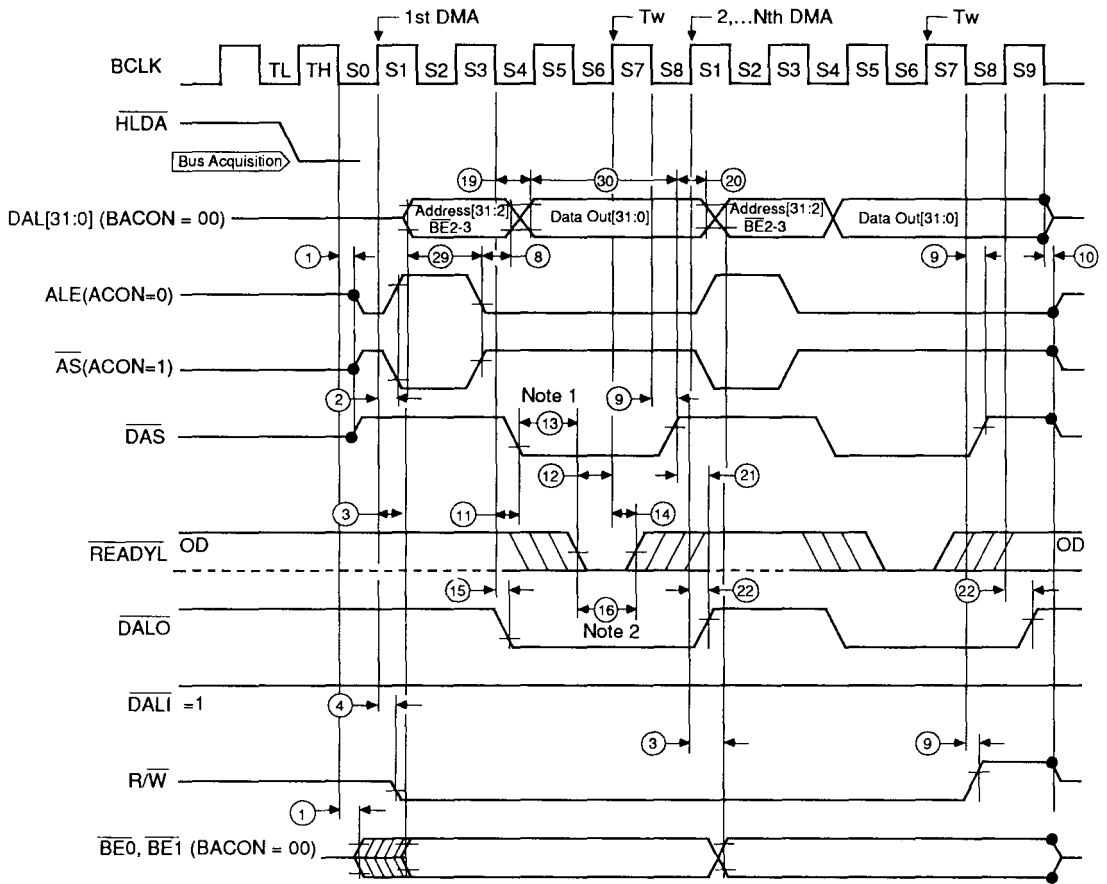 1st DMA Tw 2,...Nth DMA Tw
BCLK TL TH S0 S1 S2 S3 S4 S5 S6 S7 S8 S1 S2 S3 S4 S5 S6 S7 S8 S9
HLDA
Bus Acquisition
19 30 20
DAL[31:0] (BACON = 00) Address[31:2] Data Out[31:0] Address[31:2] Data Out[31:0]
BE2-3 BE2-3
1 29 8 9 10
ALE(ACON=0)
AS(ACON=1)
2 Note 1 9
13
DAS
12 21
3 11 14
READYL OD OD
15 16 22 22
DALO Note 2
DALI =1
4
3 9
R/W
1
BE0, BE1 (BACON = 00)